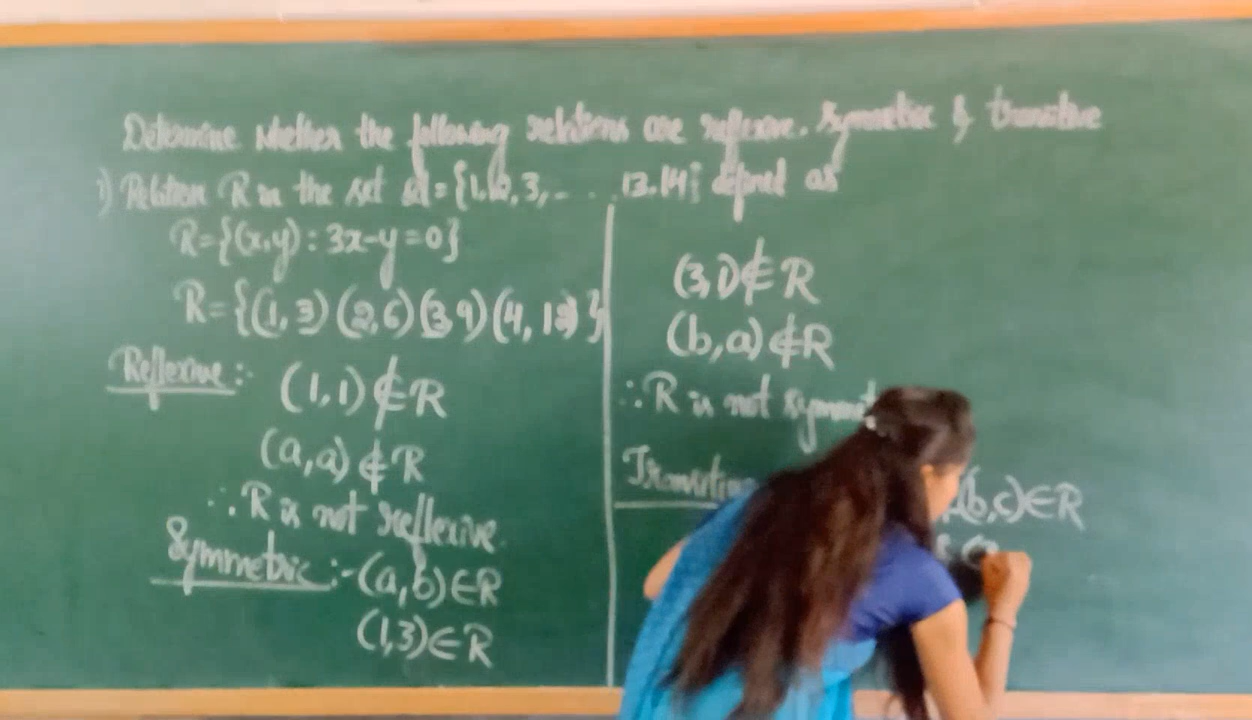 Determine whether the following relations are reflexive, symmetric & transitive
i) Relation R in the set A = {1, 2, 3, ... 13, 14} defined as
R = {(x,y) : 3x-y=0}
R = {(1,3) (2,6) (3,9) (4,12)}
Reflexive:- (1,1) ∉ R
(a,a) ∉ R
∴ R is not reflexive.
Symmetric:- (a,b) ∈ R
(1,3) ∈ R
(3,1) ∉ R
(b,a) ∉ R
∴ R is not
(b,c) ∈ R